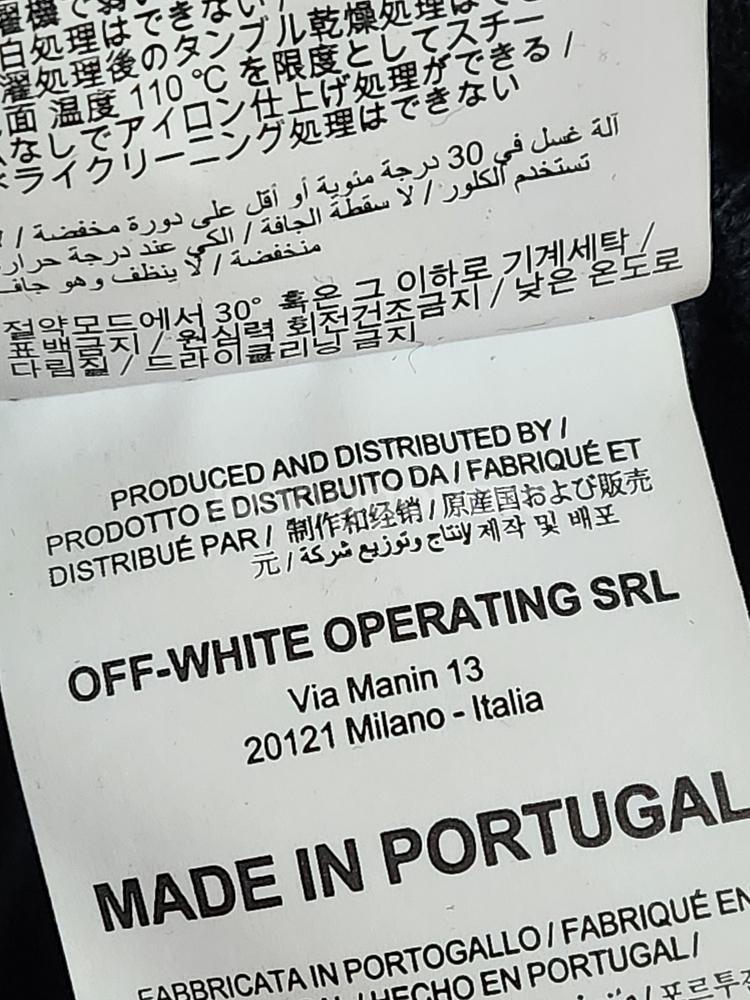 白処理はできない /
濯処理後のタンブル乾燥処理は
面 温度 110 ℃ を限度としてスチー
なしでアイロン仕上げ処理ができる /
ドライクリーニング処理はできない
آلة غسل في 30 درجة مئوية أو أقل على دورة مخفضة /
تستخدم الكلور / لا سقطة الجافة / الكي عند درجة حرار
منخفضة / لا ينظف وهو جاف
절약모드에서 30° 혹은 그 이하로 기계세탁 /
표백금지 / 원심력 회전건조금지 / 낮은 온도로
다림질 / 드라이클리닝 금지
PRODUCED AND DISTRIBUTED BY /
PRODOTTO E DISTRIBUITO DA / FABRIQUÉ ET
DISTRIBUÉ PAR / 制作和经销 / 原産国および販売
元 / لإنتاج وتوزيع شركة 제작 및 배포
OFF-WHITE OPERATING SRL
Via Manin 13
20121 Milano - Italia
MADE IN PORTUGAL
FABBRICATA IN PORTOGALLO / FABRIQUÉ EN
/ HECHO EN PORTUGAL /
/ 포르투